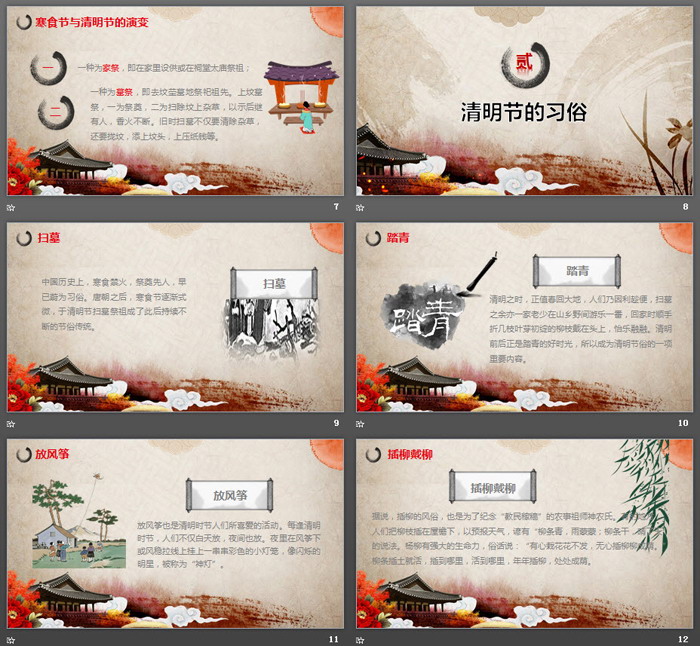 寒食节与清明节的演变
一
一种为家祭，即在家里设供或在祠堂太庙祭祖；
二
一种为墓祭，即去坟茔墓地祭祀祖先。上坟墓
祭，一为祭奠，二为扫除坟上杂草，以示后继
有人，香火不断。旧时扫墓不仅要清除杂草，
还要拢坟，添上坟头，上压纸钱等。
7
贰
清明节的习俗
8
扫墓
中国历史上，寒食禁火，祭奠先人，早
已蔚为习俗。唐朝之后，寒食节逐渐式
微，于清明节扫墓祭祖成了此后持续不
断的节俗传统。
扫墓
9
踏青
踏青
踏青
清明之时，正值春回大地，人们乃因利趁便，扫墓
之余亦一家老少在山乡野间游乐一番，回家时顺手
折几枝叶芽初绽的柳枝戴在头上，怡乐融融。清明
前后正是踏青的好时光，所以成为清明节俗的一项
重要内容。
10
放风筝
放风筝
放风筝也是清明时节人们所喜爱的活动。每逢清明
时节，人们不仅白天放，夜间也放。夜里在风筝下
或风稳拉线上挂上一串串彩色的小灯笼，像闪烁的
明星，被称为“神灯”。
11
插柳戴柳
插柳戴柳
据说，插柳的风俗，也是为了纪念“教民稼穑”的农事祖师神农氏。
人们把柳枝插在屋檐下，以预报天气，谚有“柳条青，雨蒙蒙；柳条干，
的说法。杨柳有强大的生命力，俗话说：“有心栽花花不发，无心插柳柳成荫。
柳条插土就活，插到哪里，活到哪里，年年插柳，处处成荫。
12